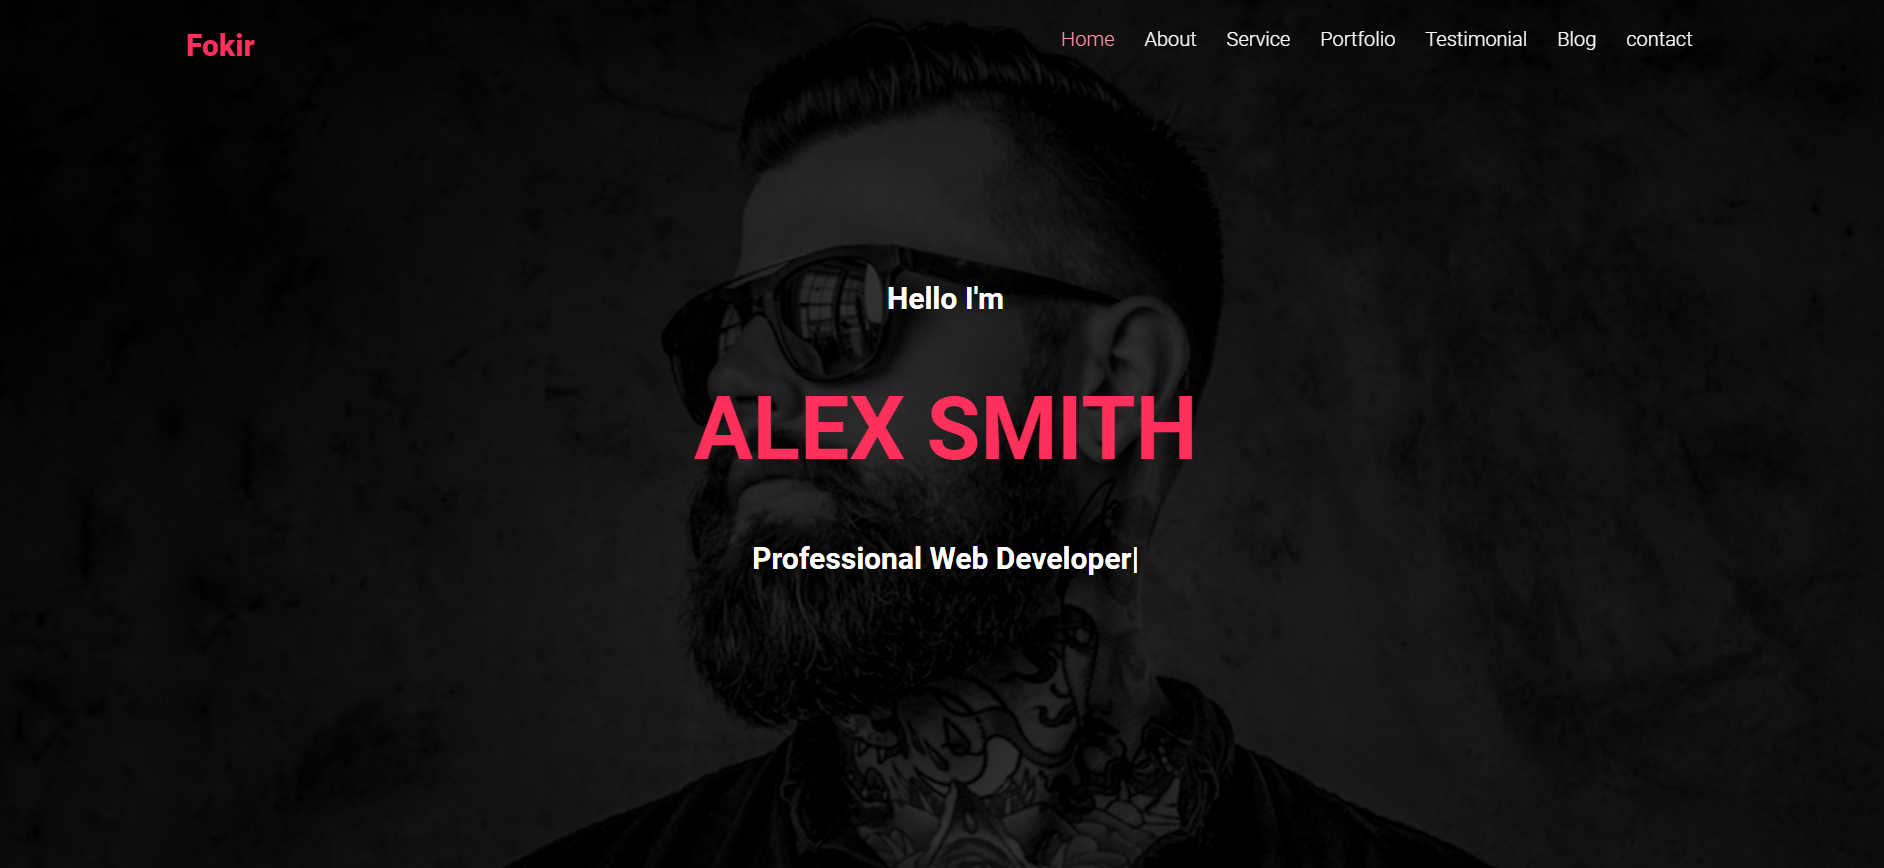 Fokir
Home About Service Portfolio Testimonial Blog contact
Hello I'm
ALEX SMITH
Professional Web Developer|